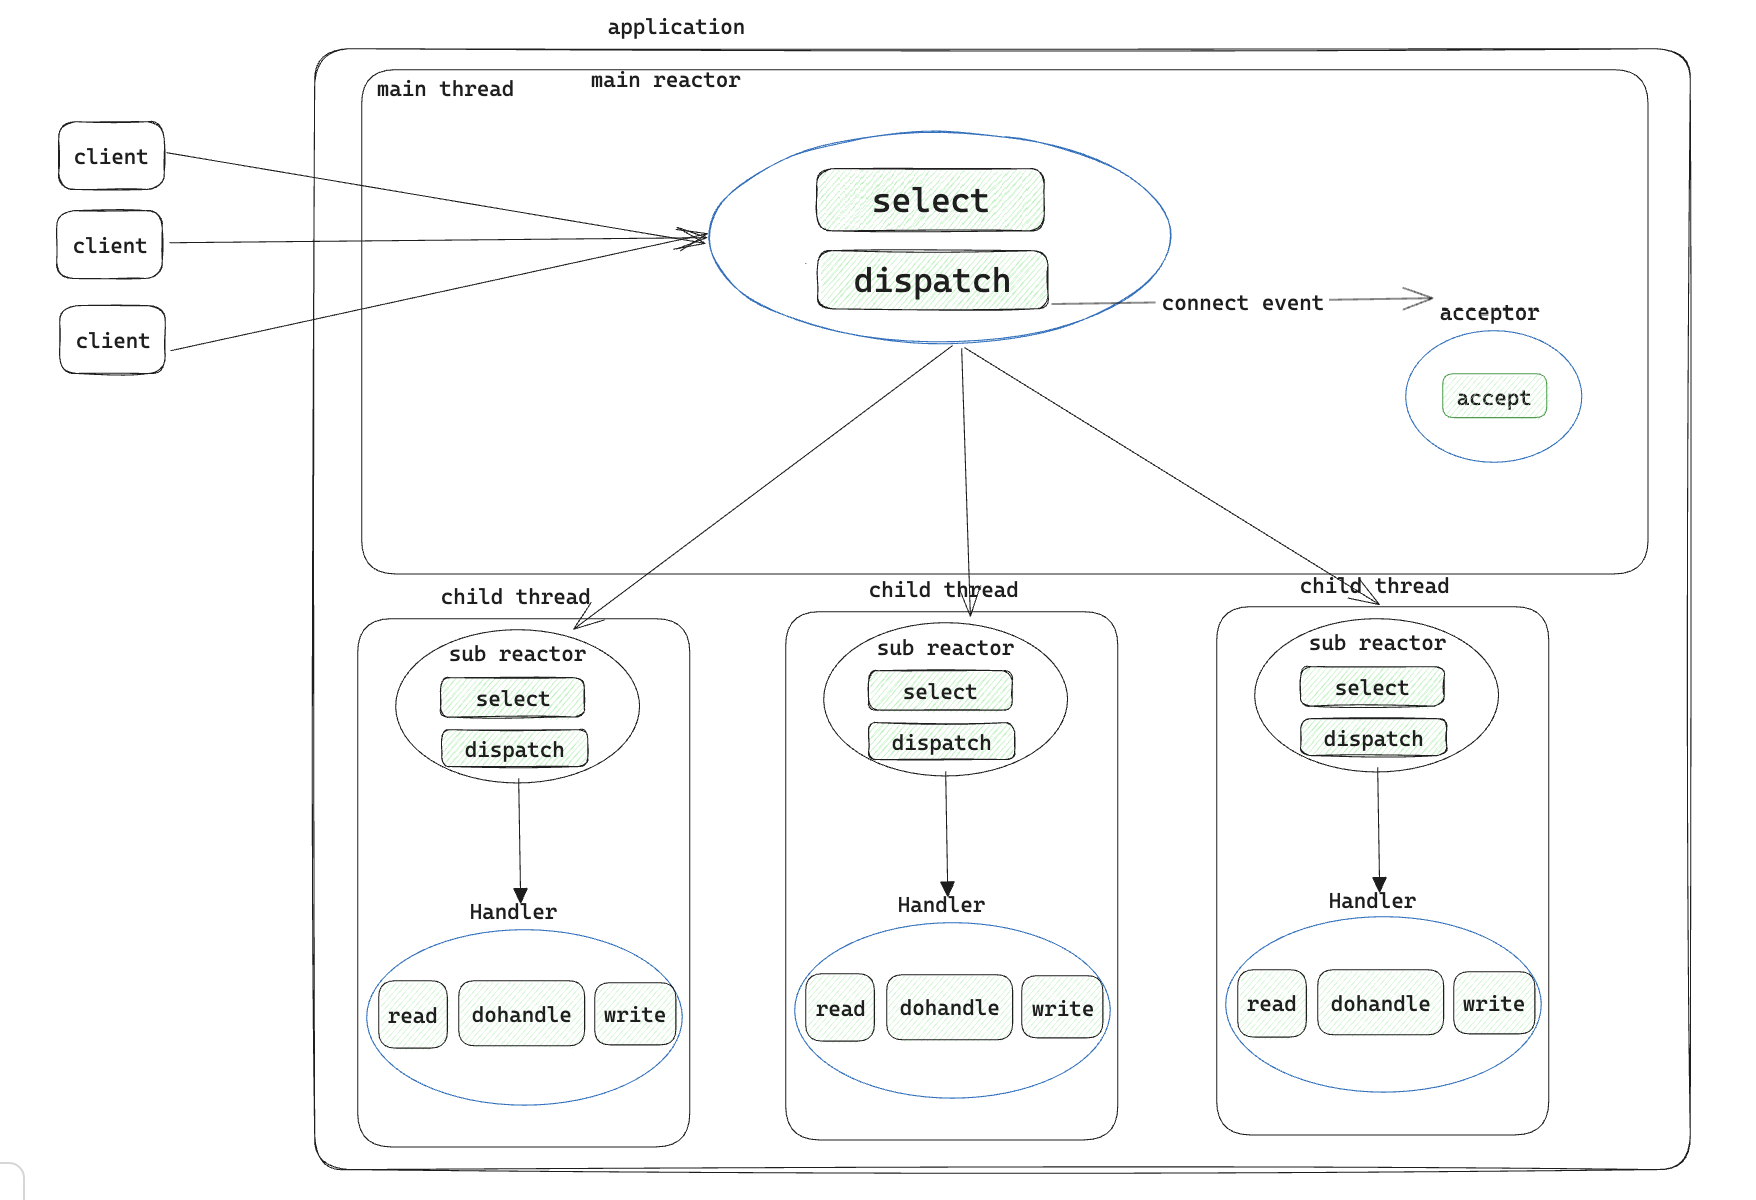 application
main thread
main reactor
client
client
client
select
dispatch
connect event
acceptor
accept
child thread
sub reactor
select
dispatch
Handler
read
dohandle
write
child thread
sub reactor
select
dispatch
Handler
read
dohandle
write
child thread
sub reactor
select
dispatch
Handler
read
dohandle
write